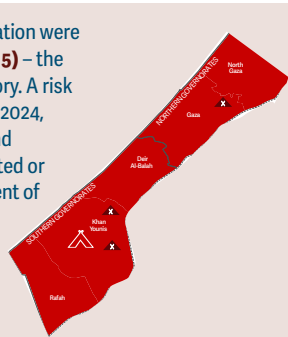 ation were
5) – the
ory. A risk
2024,
nd
ted or
ent of
North
Gaza
NORTHERN GOVERNORATES
Gaza
x
Deir
Al-Balah
SOUTHERN GOVERNORATES
x
Khan
Younis
x
Rafah